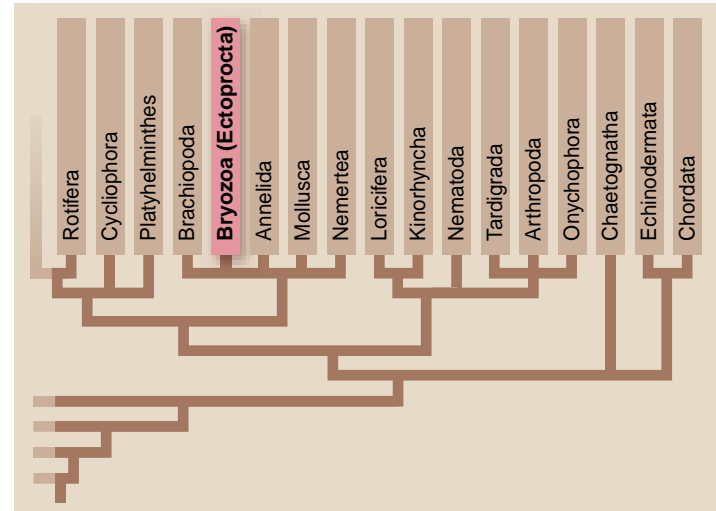 Rotifera
Cycliophora
Platyhelminthes
Brachiopoda
Bryozoa (Ectoprocta)
Annelida
Mollusca
Nemertea
Loricifera
Kinorhyncha
Nematoda
Tardigrada
Arthropoda
Onychophora
Chaetognatha
Echinodermata
Chordata